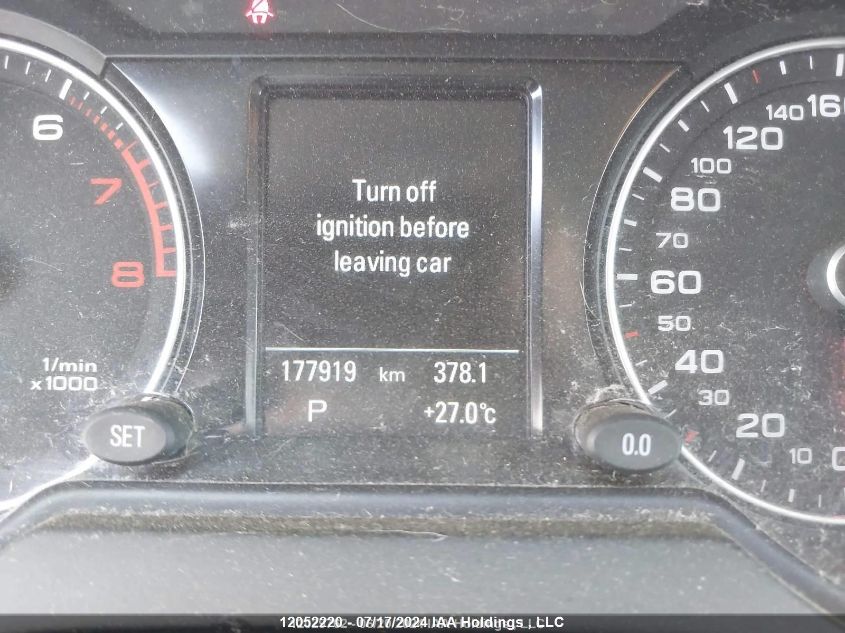 Turn off
ignition before
leaving car
177919 km 378.1
P +27.0°c
6
7
8
1/min
x1000
SET
0.0
160
140
120
100
80
70
60
50
40
30
20
10
0
12052220 - 07/17/2024 IAA Holdings, LLC